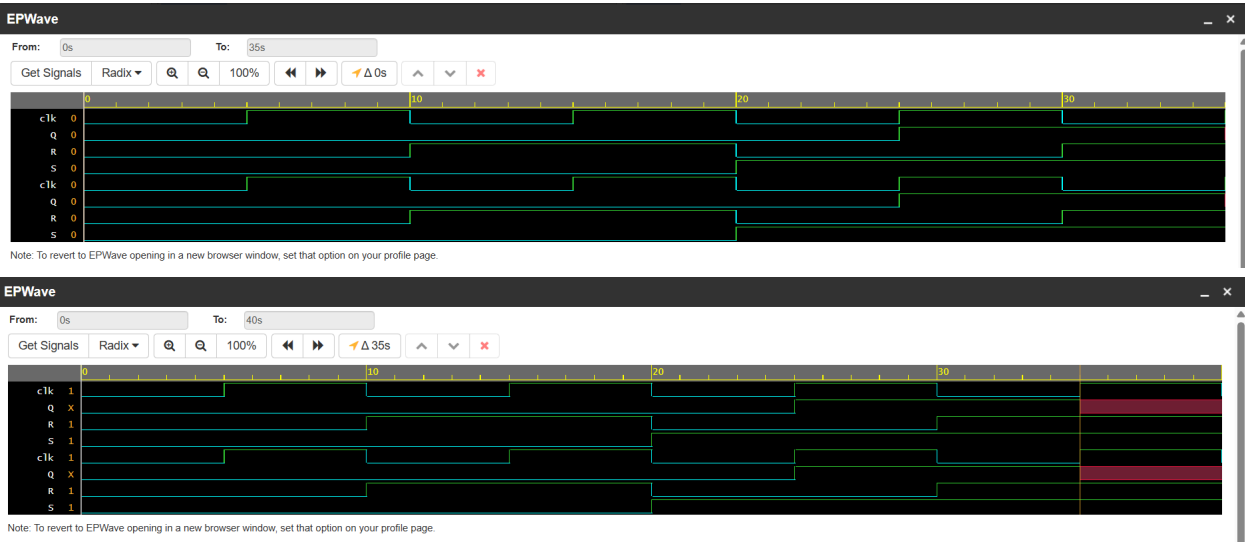 EPWave
From: 0s To: 35s
Get Signals Radix 100% Δ 0s
0 10 20 30
clk 0
Q 0
R 0
S 0
clk 0
Q 0
R 0
S 0
Note: To revert to EPWave opening in a new browser window, set that option on your profile page.
EPWave
From: 0s To: 40s
Get Signals Radix 100% Δ 35s
0 10 20 30
clk 1
Q X
R 1
S 1
clk 1
Q X
R 1
S 1
Note: To revert to EPWave opening in a new browser window, set that option on your profile page.